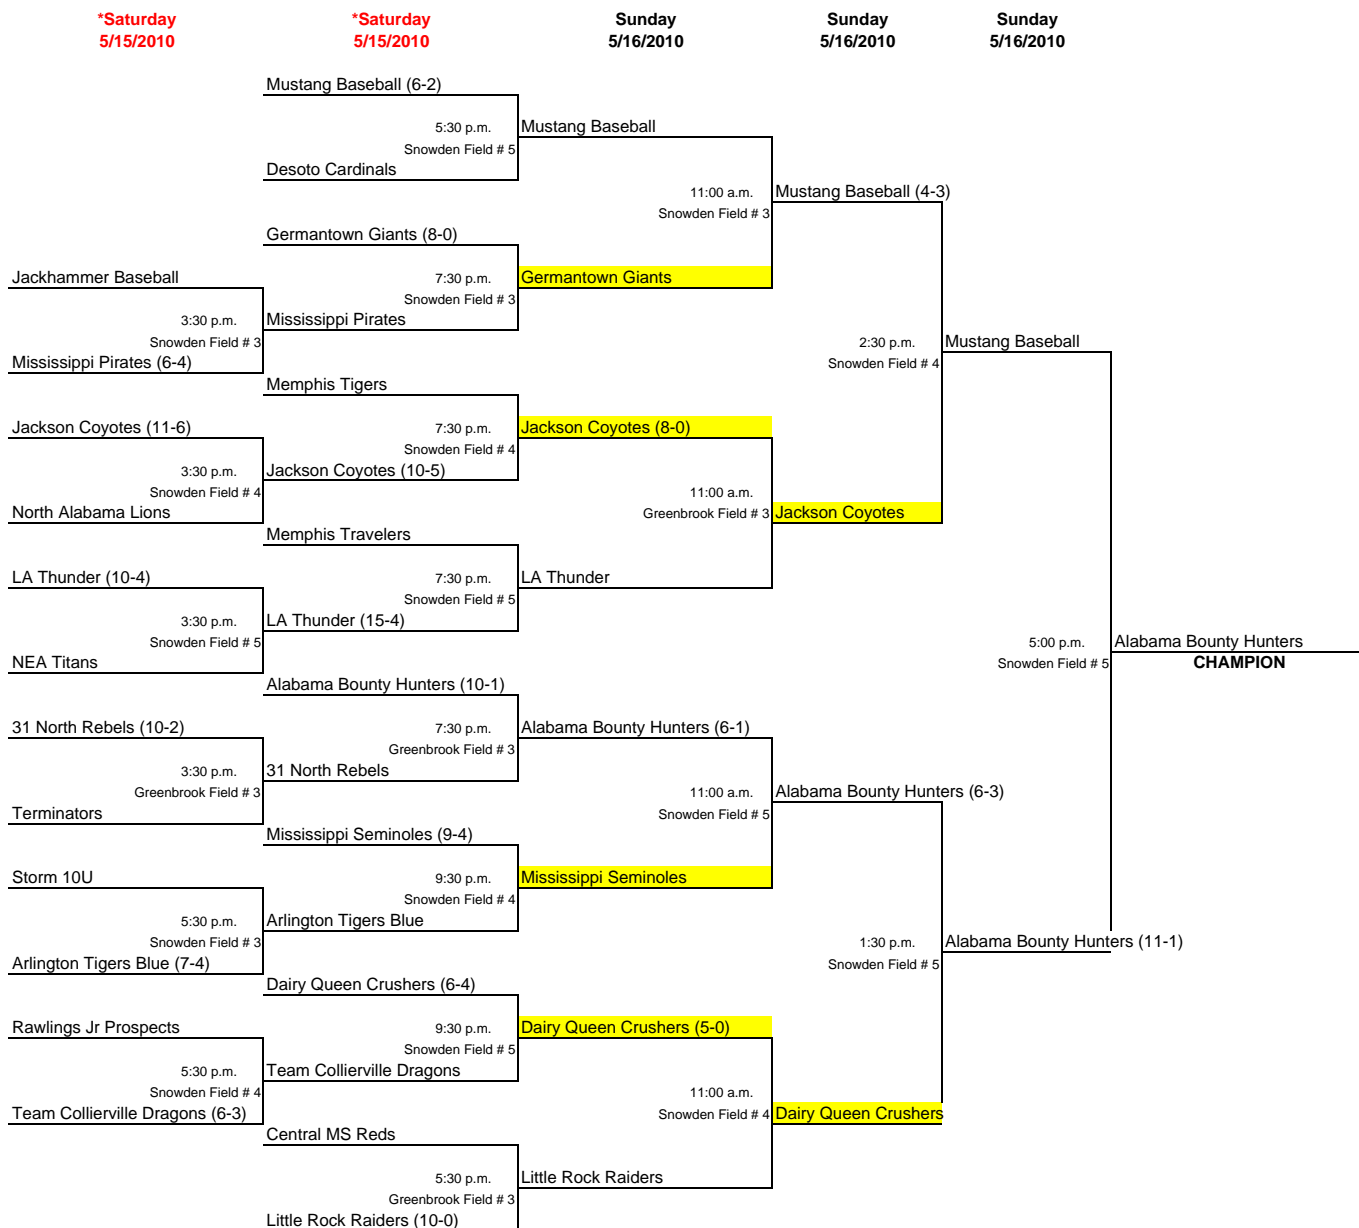 *Saturday
5/15/2010
*Saturday
5/15/2010
Sunday
5/16/2010
Sunday
5/16/2010
Sunday
5/16/2010
Mustang Baseball (6-2)
5:30 p.m.
Mustang Baseball
Snowden Field # 5
Desoto Cardinals
11:00 a.m.
Mustang Baseball (4-3)
Snowden Field # 3
Germantown Giants (8-0)
Jackhammer Baseball
7:30 p.m.
Germantown Giants
Snowden Field # 3
3:30 p.m.
Mississippi Pirates
Snowden Field # 3
2:30 p.m.
Mustang Baseball
Mississippi Pirates (6-4)
Snowden Field # 4
Memphis Tigers
Jackson Coyotes (11-6)
7:30 p.m.
Jackson Coyotes (8-0)
Snowden Field # 4
3:30 p.m.
Jackson Coyotes (10-5)
Snowden Field # 4
11:00 a.m.
North Alabama Lions
Greenbrook Field # 3
Jackson Coyotes
Memphis Travelers
LA Thunder (10-4)
7:30 p.m.
LA Thunder
Snowden Field # 5
3:30 p.m.
LA Thunder (15-4)
Snowden Field # 5
5:00 p.m.
Alabama Bounty Hunters
NEA Titans
Snowden Field # 5
CHAMPION
Alabama Bounty Hunters (10-1)
31 North Rebels (10-2)
7:30 p.m.
Alabama Bounty Hunters (6-1)
Greenbrook Field # 3
3:30 p.m.
31 North Rebels
Greenbrook Field # 3
11:00 a.m.
Alabama Bounty Hunters (6-3)
Terminators
Snowden Field # 5
Mississippi Seminoles (9-4)
Storm 10U
9:30 p.m.
Mississippi Seminoles
Snowden Field # 4
5:30 p.m.
Arlington Tigers Blue
Snowden Field # 3
1:30 p.m.
Alabama Bounty Hunters (11-1)
Arlington Tigers Blue (7-4)
Snowden Field # 5
Dairy Queen Crushers (6-4)
Rawlings Jr Prospects
9:30 p.m.
Dairy Queen Crushers (5-0)
Snowden Field # 5
5:30 p.m.
Team Collierville Dragons
Snowden Field # 4
11:00 a.m.
Team Collierville Dragons (6-3)
Snowden Field # 4
Dairy Queen Crushers
Central MS Reds
5:30 p.m.
Little Rock Raiders
Greenbrook Field # 3
Little Rock Raiders (10-0)